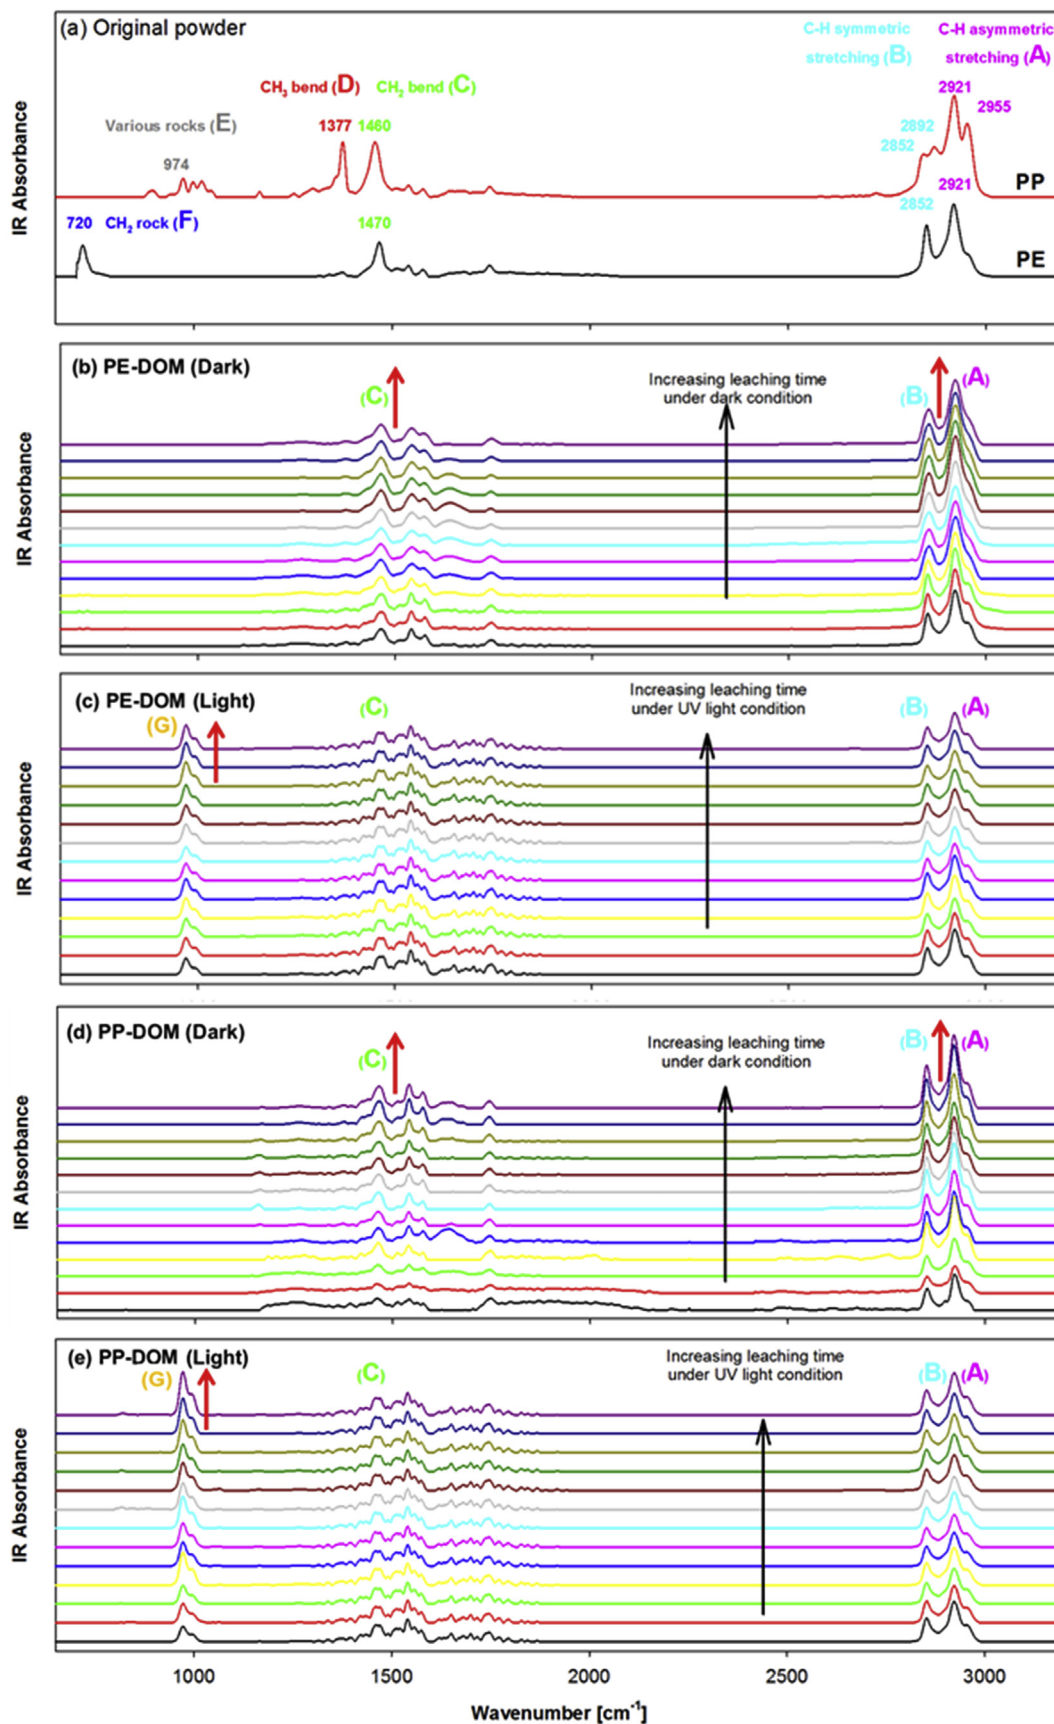 (a) Original powder
C-H symmetric
stretching (B)
C-H asymmetric
stretching (A)
CH3 bend (D)
CH2 bend (C)
2921
2955
Various rocks (E)
1377
1460
2892
2852
974
PP
2921
2852
720
CH2 rock (F)
1470
PE
IR Absorbance
(b) PE-DOM (Dark)
Increasing leaching time
under dark condition
(C)
(B)
(A)
IR Absorbance
(c) PE-DOM (Light)
Increasing leaching time
under UV light condition
(G)
(C)
(B)
(A)
IR Absorbance
(d) PP-DOM (Dark)
Increasing leaching time
under dark condition
(C)
(B)
(A)
IR Absorbance
(e) PP-DOM (Light)
Increasing leaching time
under UV light condition
(G)
(C)
(B)
(A)
IR Absorbance
1000
1500
2000
2500
3000
Wavenumber [cm-1]